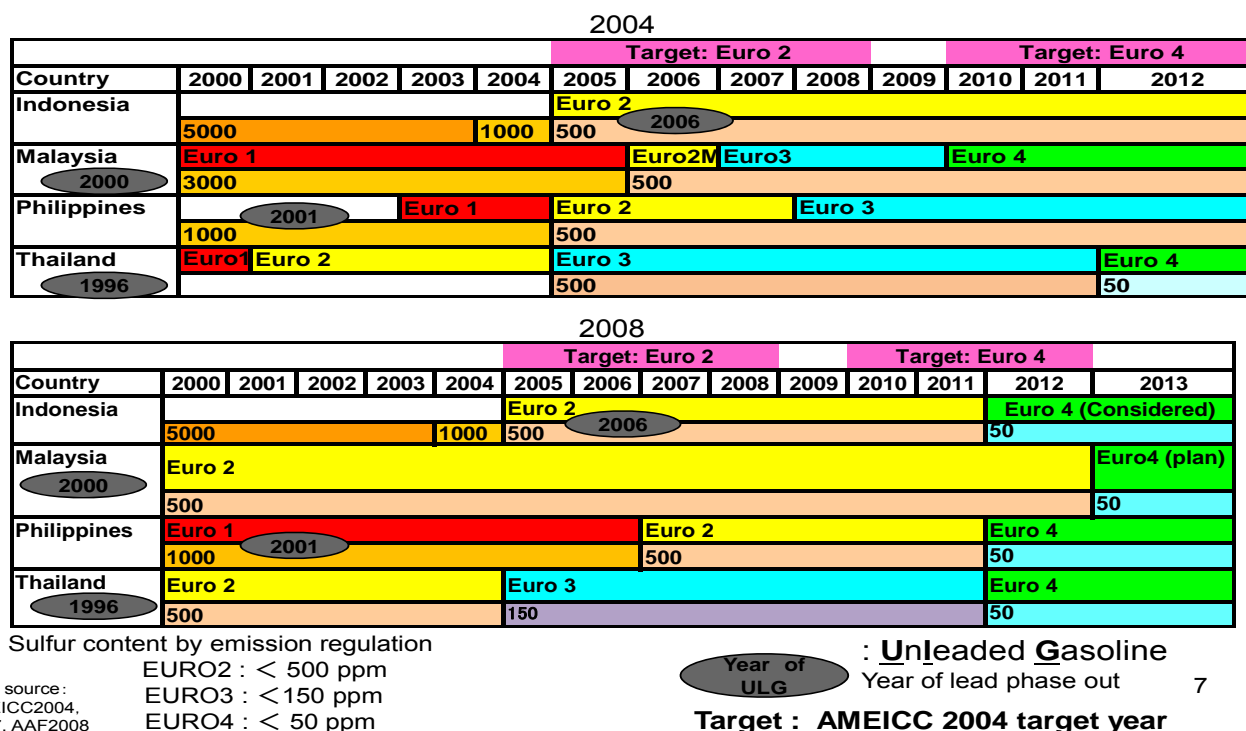 2004
Target: Euro 2 Target: Euro 4
Country 2000 2001 2002 2003 2004 2005 2006 2007 2008 2009 2010 2011 2012
Indonesia Euro 2
5000 1000 500 2006
Malaysia Euro 1 Euro2M Euro3 Euro 4
2000 3000 500
Philippines 2001 Euro 1 Euro 2 Euro 3
1000 500
Thailand Euro1 Euro 2 Euro 3 Euro 4
1996 500 50
2008
Target: Euro 2 Target: Euro 4
Country 2000 2001 2002 2003 2004 2005 2006 2007 2008 2009 2010 2011 2012 2013
Indonesia Euro 2 Euro 4 (Considered)
5000 1000 500 2006 50
Malaysia Euro 2 Euro4 (plan)
2000
500 50
Philippines Euro 1 Euro 2 Euro 4
1000 2001 500 50
Thailand Euro 2 Euro 3 Euro 4
1996 500 150 50
Sulfur content by emission regulation
EURO2 : < 500 ppm
EURO3 : <150 ppm
EURO4 : < 50 ppm
source :
ICC2004,
AAF2008
Year of
ULG
: Unleaded Gasoline
Year of lead phase out
7
Target : AMEICC 2004 target year